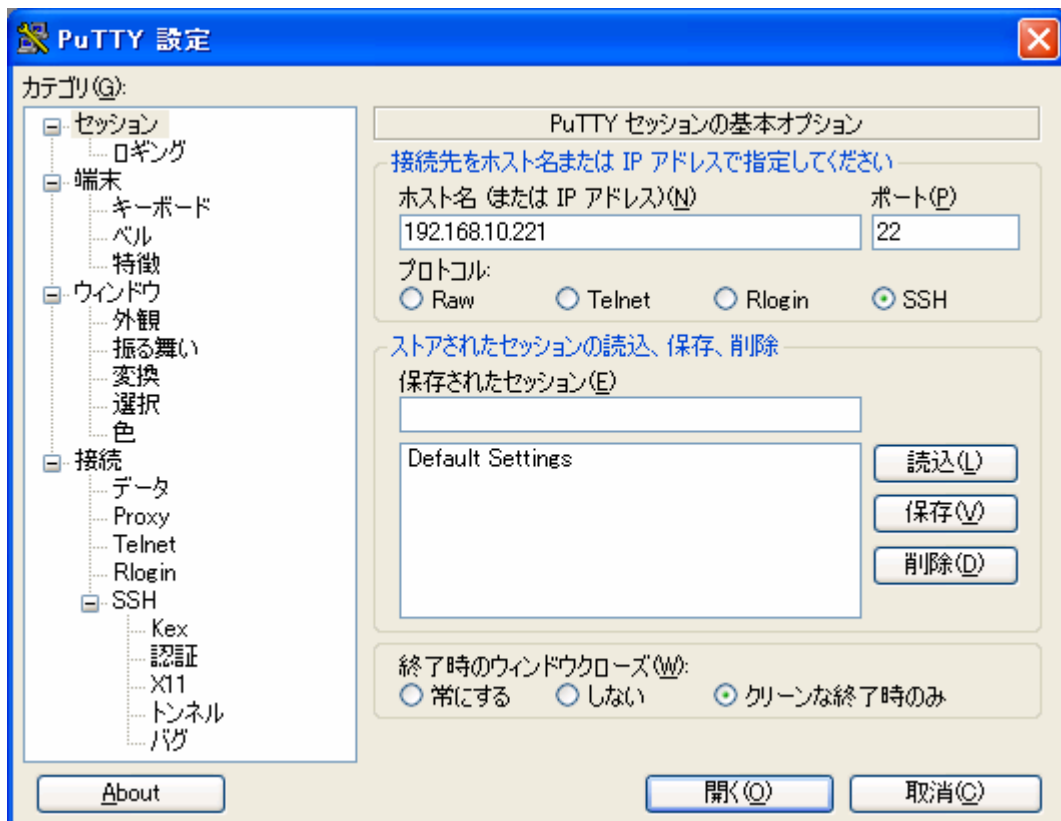 PuTTY 設定
カテゴリ(G):
セッション
ロギング
端末
キーボード
ベル
特徴
ウィンドウ
外観
振る舞い
変換
選択
色
接続
データ
Proxy
Telnet
Rlogin
SSH
Kex
認証
X11
トンネル
バグ
PuTTY セッションの基本オプション
接続先をホスト名または IP アドレスで指定してください
ホスト名 (または IP アドレス)(N) ポート(P)
192.168.10.221 22
プロトコル:
Raw Telnet Rlogin SSH
ストアされたセッションの読込、保存、削除
保存されたセッション(E)
Default Settings
読込(L)
保存(V)
削除(D)
終了時のウィンドウクローズ(W):
常にする しない クリーンな終了時のみ
About 開く(O) 取消(C)